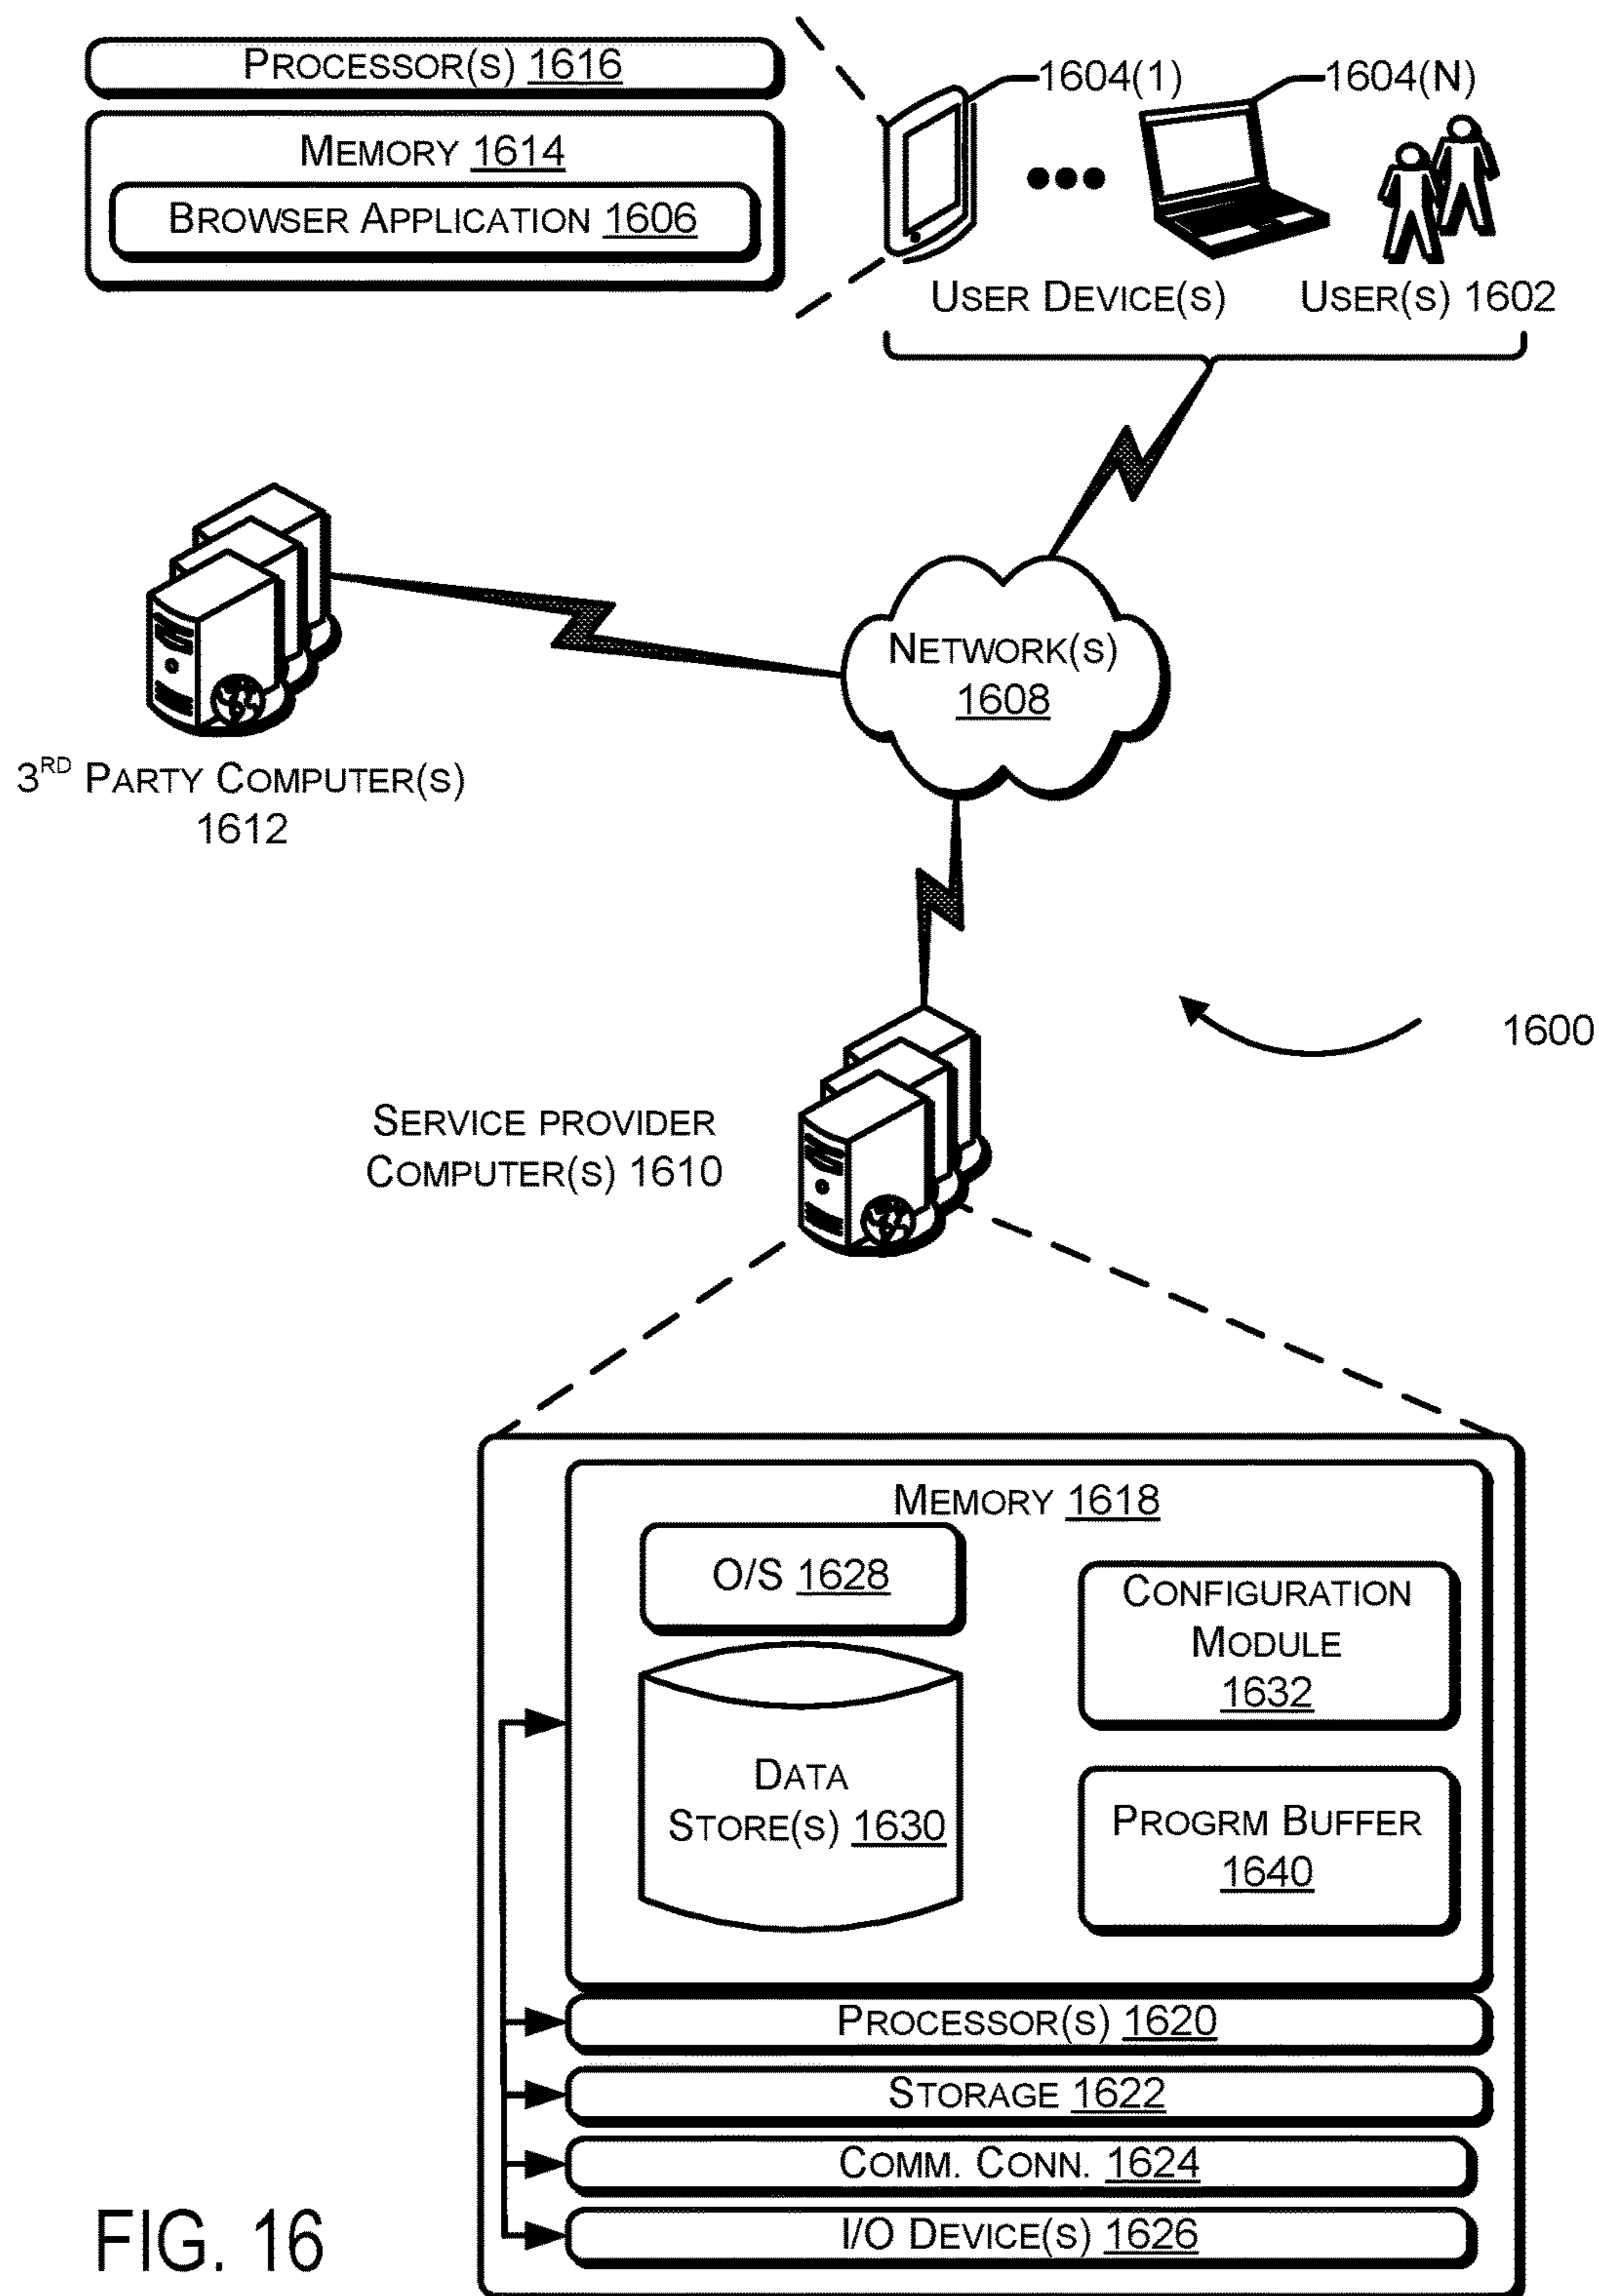 PROCESSOR(S) 1616
MEMORY 1614
BROWSER APPLICATION 1606
1604(1)
1604(N)
USER DEVICE(S)
USER(S) 1602
NETWORK(S)
1608
3RD PARTY COMPUTER(S)
1612
1600
SERVICE PROVIDER
COMPUTER(S) 1610
MEMORY 1618
O/S 1628
CONFIGURATION
MODULE
1632
DATA
STORE(S) 1630
PROGRM BUFFER
1640
PROCESSOR(S) 1620
STORAGE 1622
COMM. CONN. 1624
I/O DEVICE(S) 1626
FIG. 16